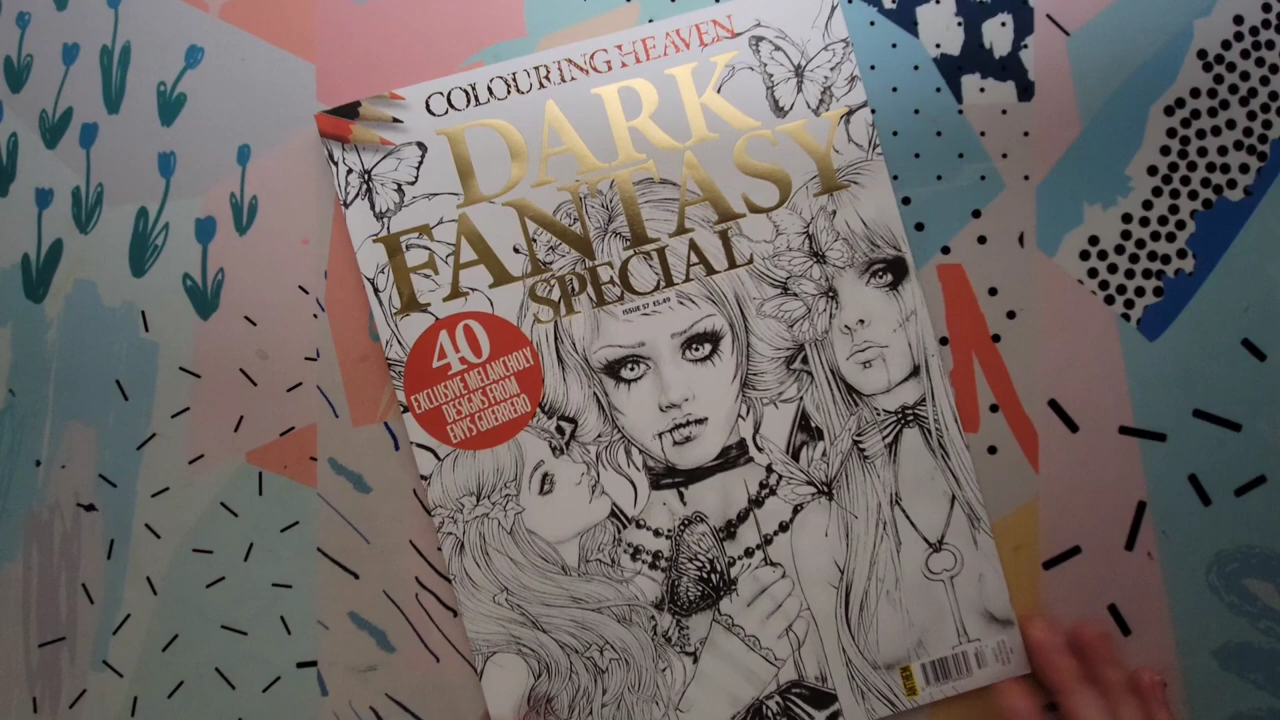 COLOURING HEAVEN
DARK
FANTASY
SPECIAL
ISSUE 57 £5.49
40
EXCLUSIVE MELANCHOLY
DESIGNS FROM
ENYS GUERRERO